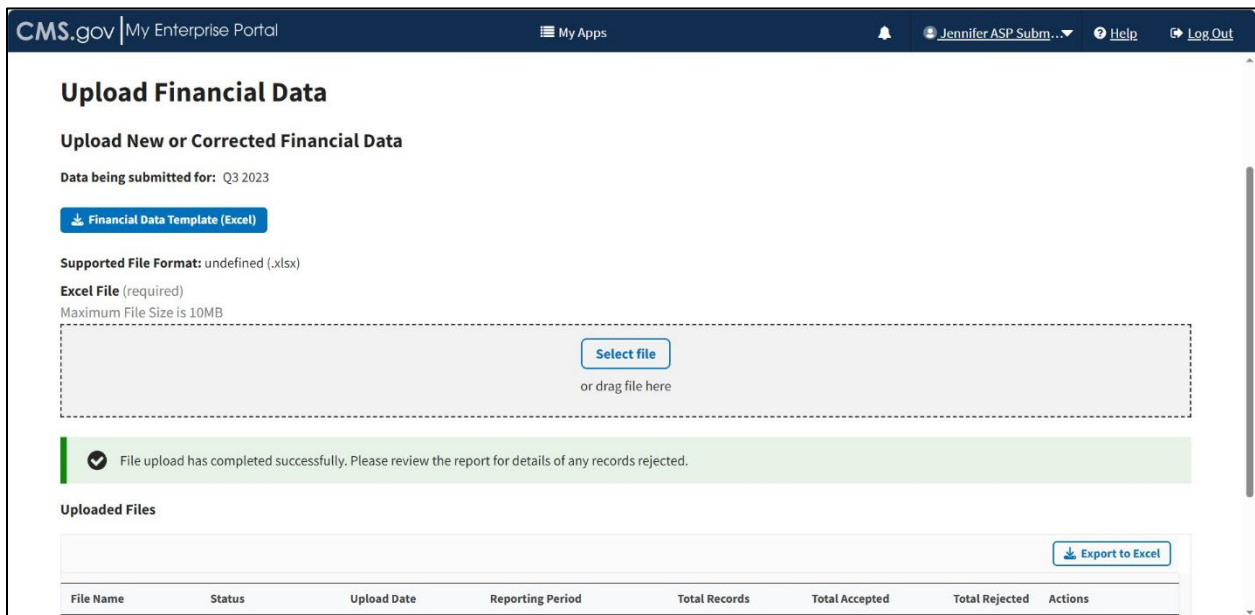 CMS.gov My Enterprise Portal My Apps Jennifer ASP Subm... Help Log Out
Upload Financial Data
Upload New or Corrected Financial Data
Data being submitted for: Q3 2023
Financial Data Template (Excel)
Supported File Format: undefined (.xlsx)
Excel File (required)
Maximum File Size is 10MB
Select file
or drag file here
File upload has completed successfully. Please review the report for details of any records rejected.
Uploaded Files
Export to Excel
File Name Status Upload Date Reporting Period Total Records Total Accepted Total Rejected Actions